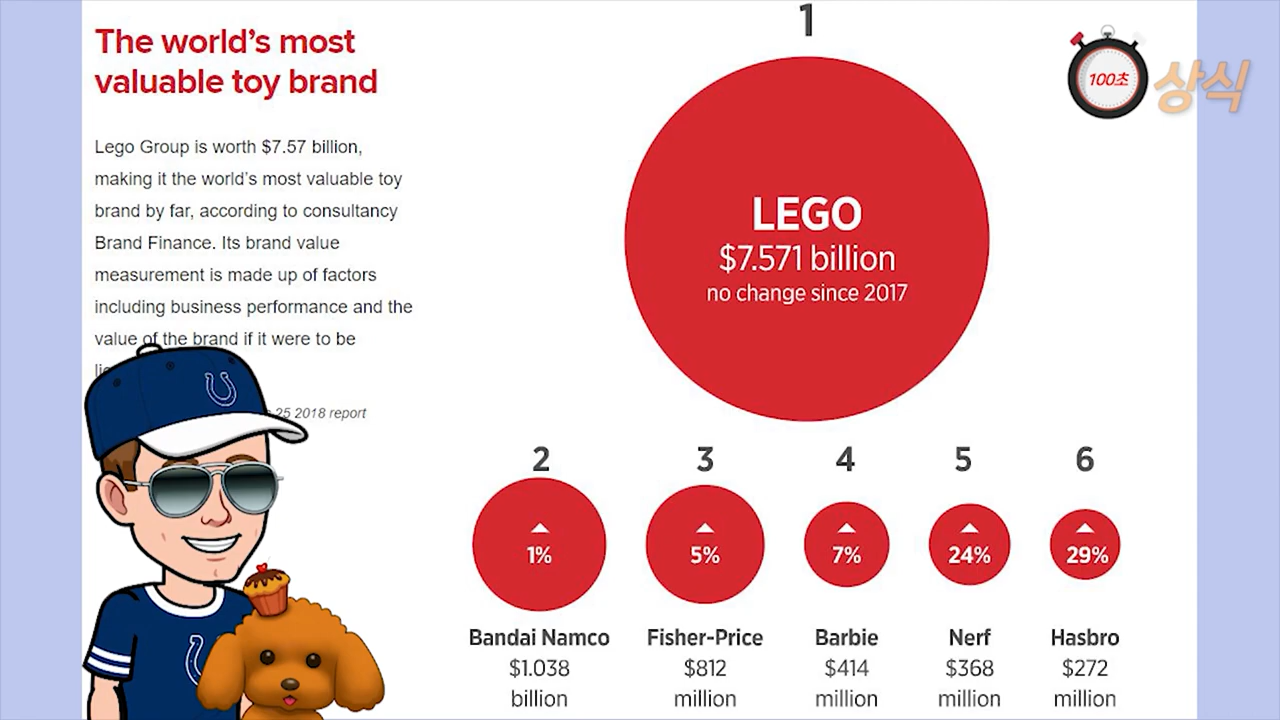 The world's most
valuable toy brand
Lego Group is worth $7.57 billion,
making it the world's most valuable toy
brand by far, according to consultancy
Brand Finance. Its brand value
measurement is made up of factors
including business performance and the
value of the brand if it were to be
25 2018 report
100초
상식
1
LEGO
$7.571 billion
no change since 2017
2 3 4 5 6
1% 5% 7% 24% 29%
Bandai Namco Fisher-Price Barbie Nerf Hasbro
$1.038 $812 $414 $368 $272
billion million million million million